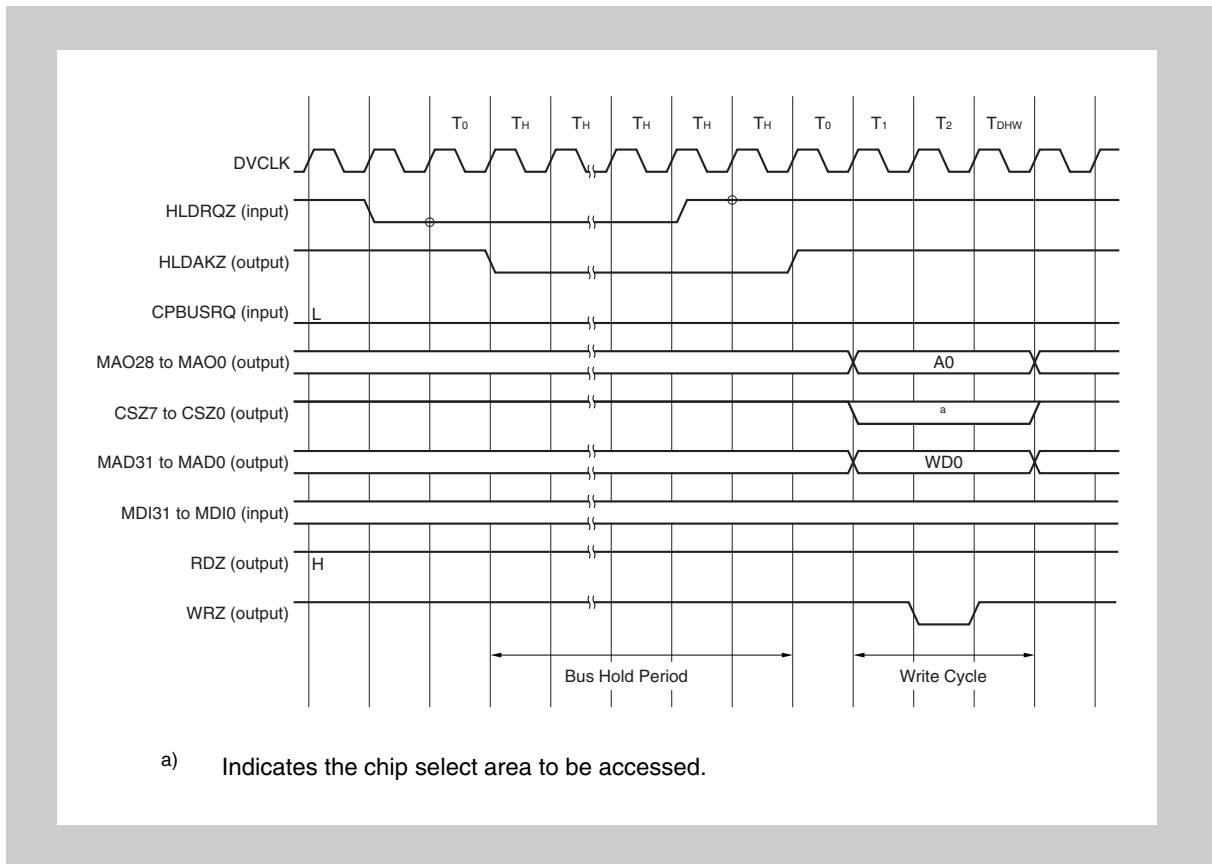 T0 TH TH TH TH TH T0 T1 T2 TDHW
DVCLK
HLDRQZ (input)
HLDAKZ (output)
CPBUSRQ (input) L
MAO28 to MAO0 (output) A0
CSZ7 to CSZ0 (output) a
MAD31 to MAD0 (output) WD0
MDI31 to MDI0 (input)
RDZ (output) H
WRZ (output)
Bus Hold Period Write Cycle
a) Indicates the chip select area to be accessed.